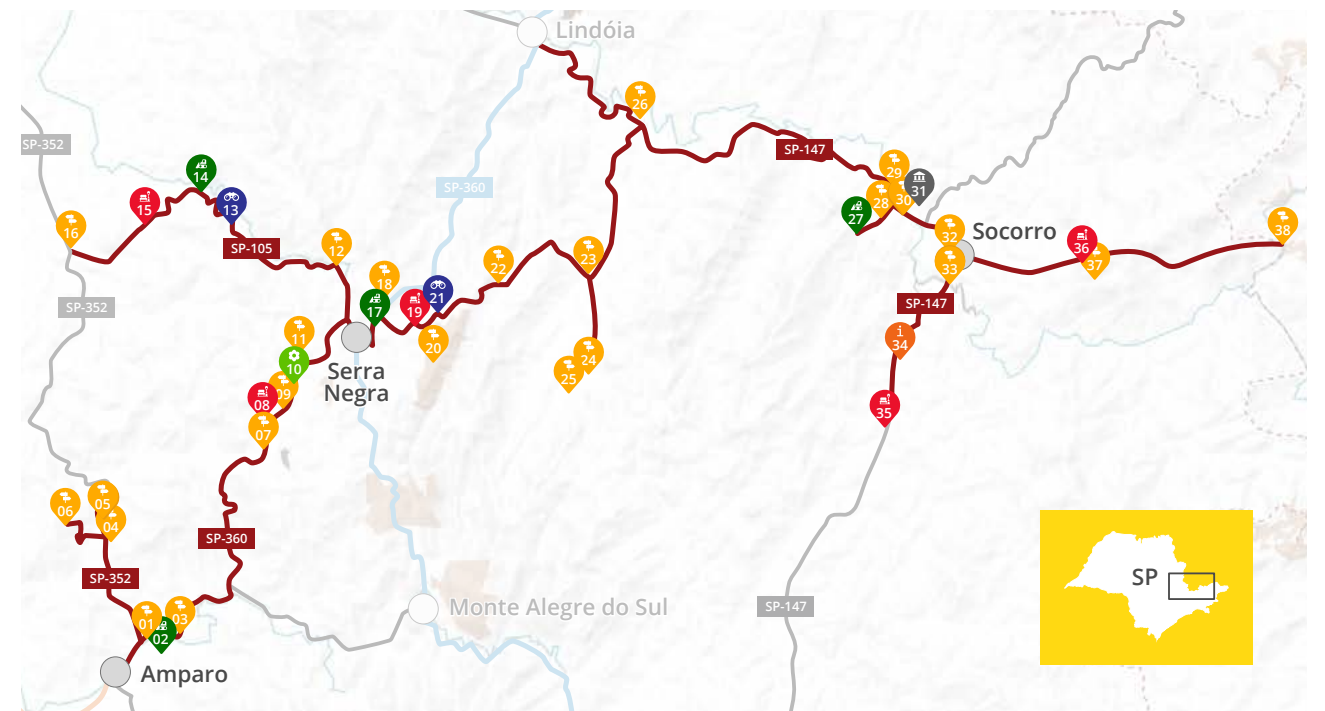 Lindóia
26
SP-352
SP-147
14
29
31
SP-360
15
13
28
30
27
16
32
Socorro
36
38
SP-105
12
23
33
37
22
18
21
SP-352
17
19
SP-147
11
20
34
10
24
Serra
Negra
25
09
08
35
07
05
06
04
SP-360
SP
SP-352
Monte Alegre do Sul
SP-147
03
01
02
Amparo